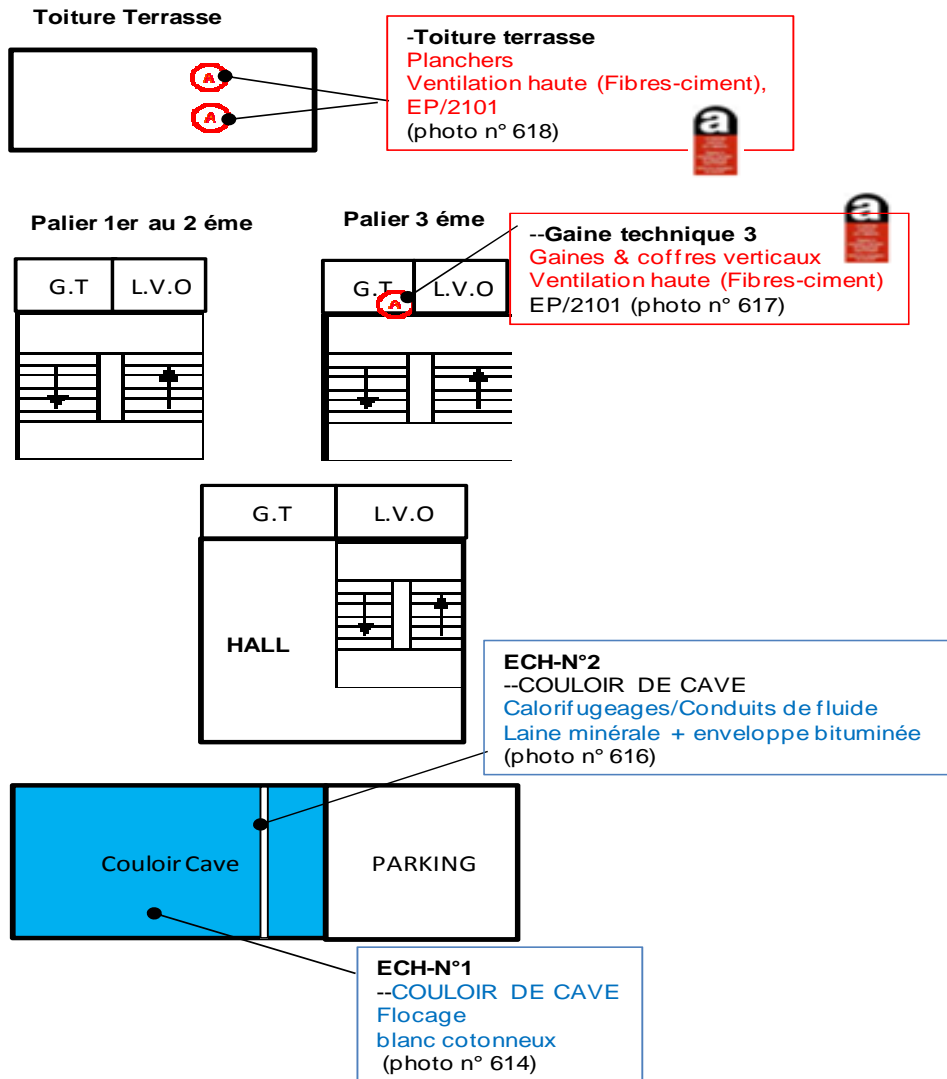 Toiture Terrasse
A
A
-Toiture terrasse
Planchers
Ventilation haute (Fibres-ciment),
EP/2101
(photo n° 618)
a
Palier 1er au 2 éme
G.T
L.V.O
Palier 3 éme
G.T
L.V.O
A
--Gaine technique 3
Gaines & coffres verticaux
Ventilation haute (Fibres-ciment)
EP/2101 (photo n° 617)
a
G.T
L.V.O
HALL
ECH-N°2
--COULOIR DE CAVE
Calorifugeages/Conduits de fluide
Laine minérale + enveloppe bituminée
(photo n° 616)
Couloir Cave
PARKING
ECH-N°1
--COULOIR DE CAVE
Flocage
blanc cotonneux
(photo n° 614)